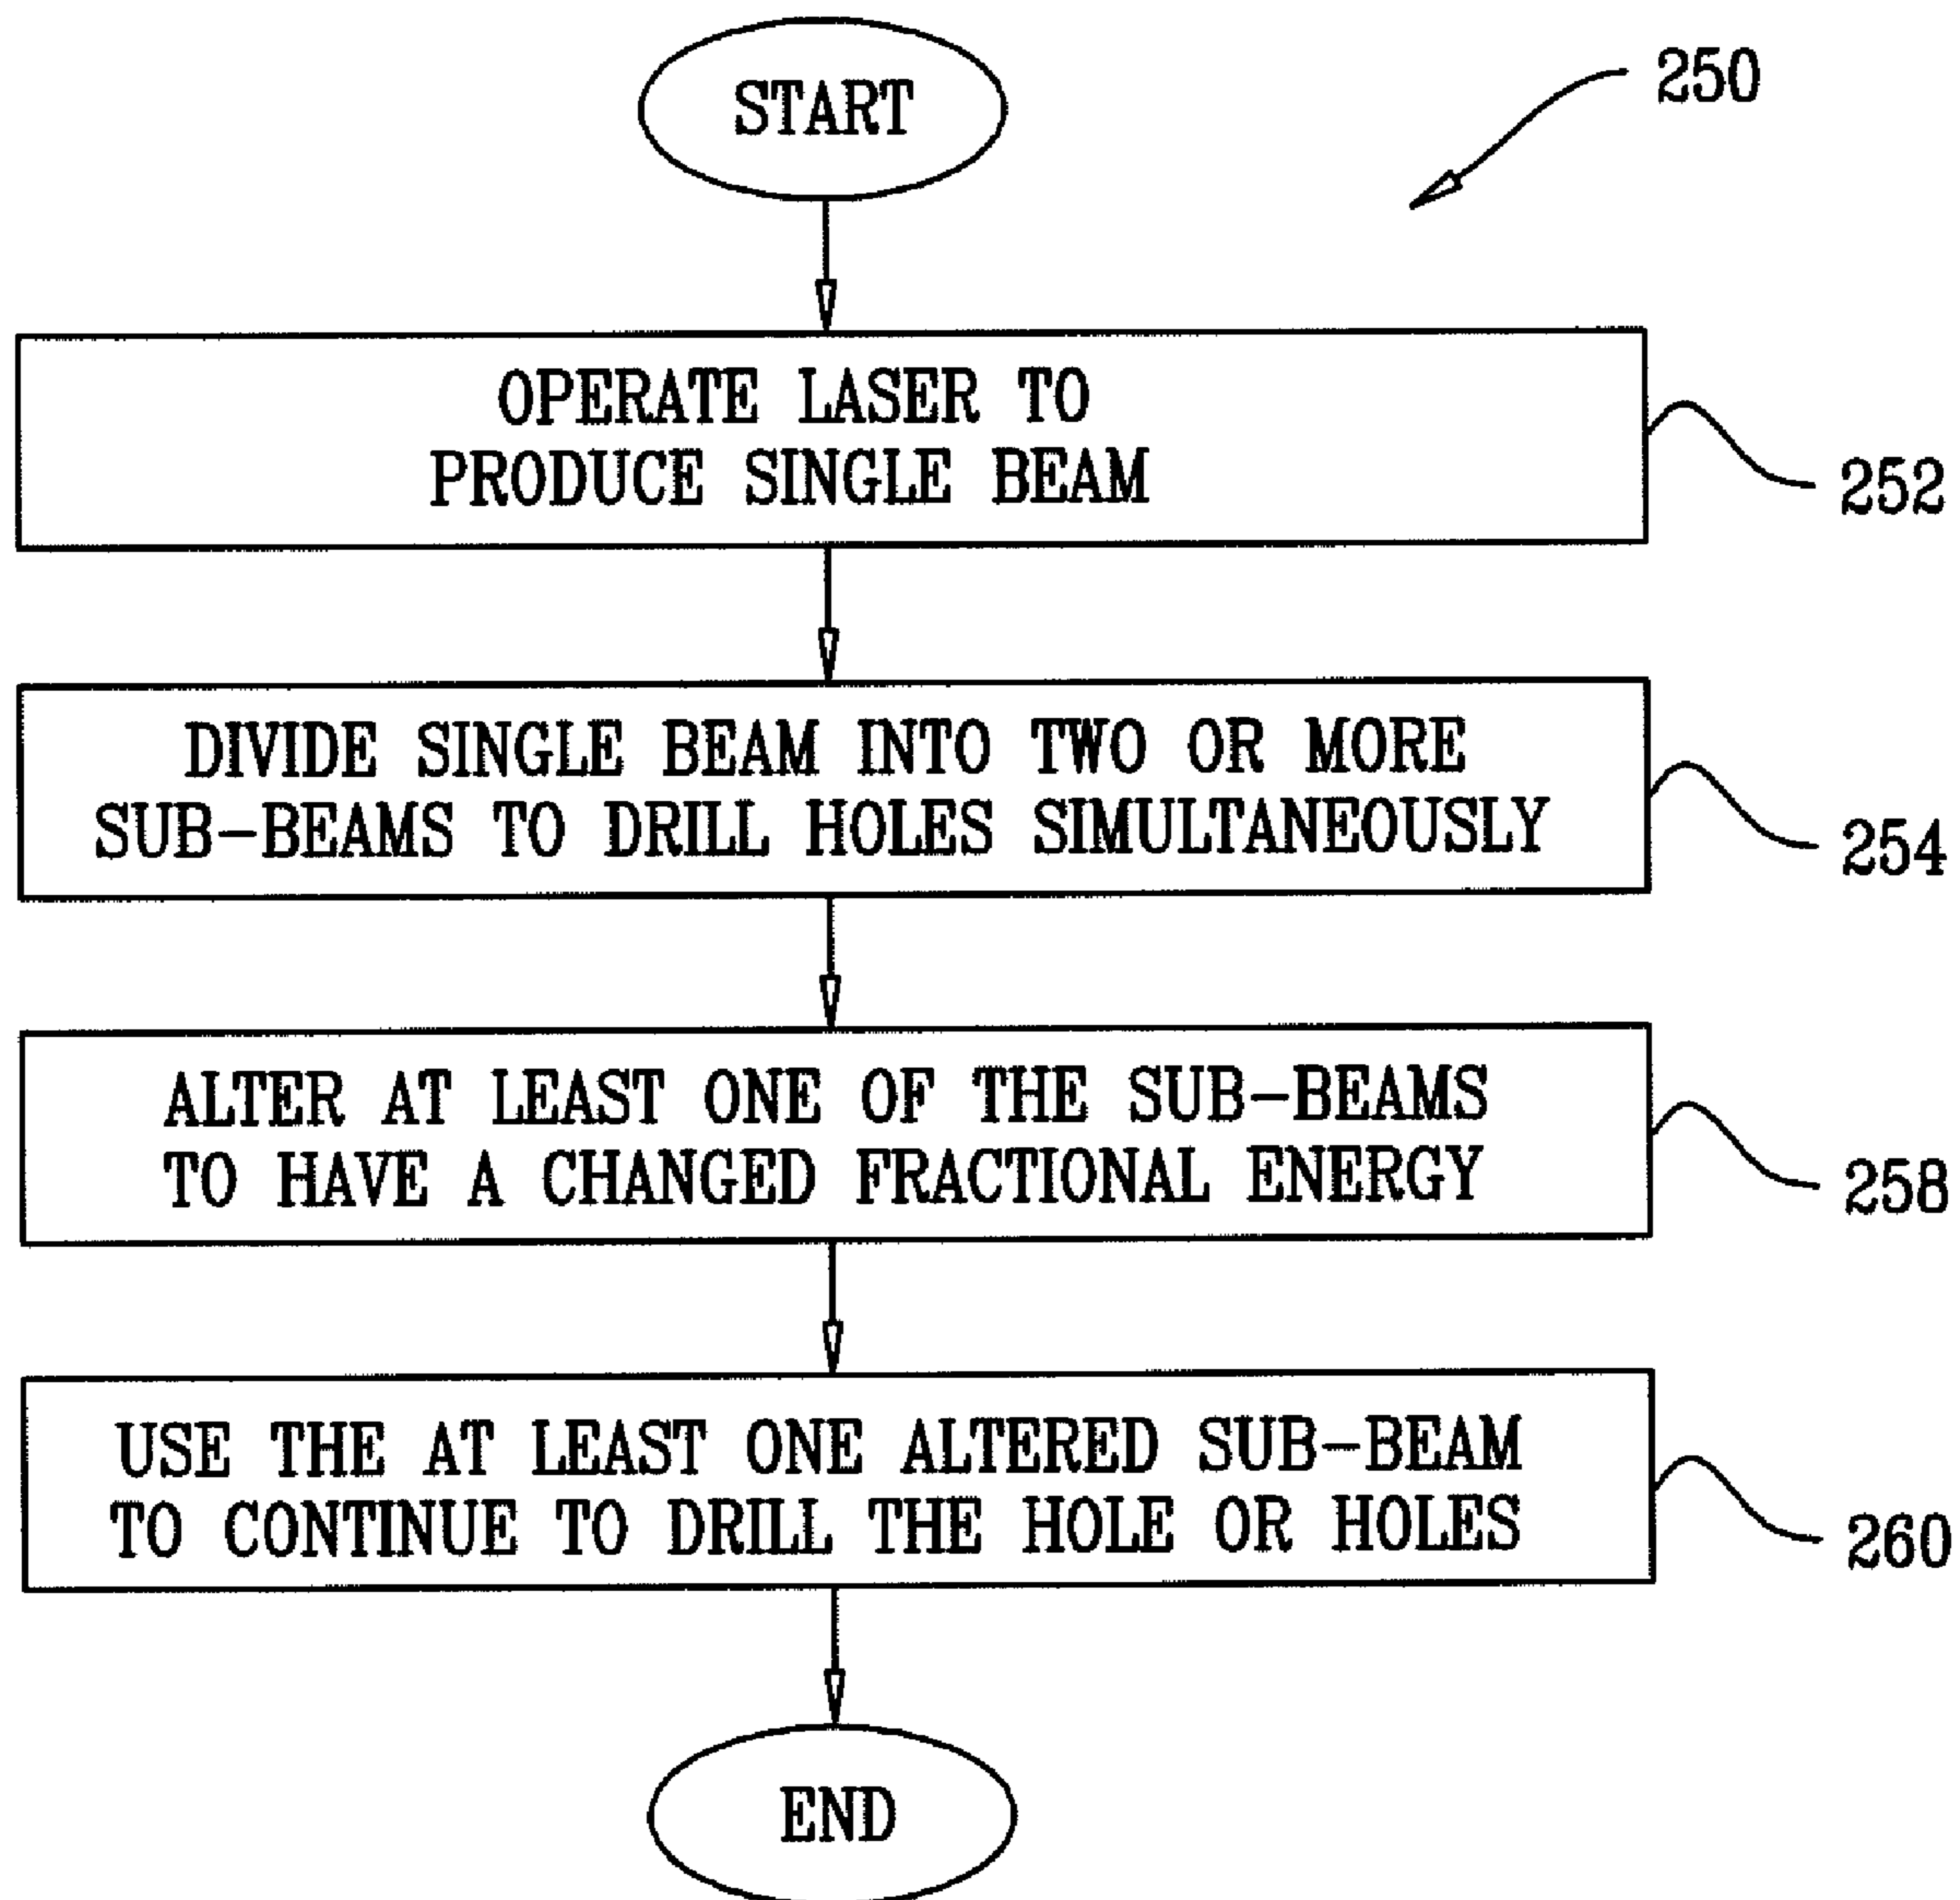 START
250
OPERATE LASER TO
PRODUCE SINGLE BEAM
252
DIVIDE SINGLE BEAM INTO TWO OR MORE
SUB-BEAMS TO DRILL HOLES SIMULTANEOUSLY
254
ALTER AT LEAST ONE OF THE SUB-BEAMS
TO HAVE A CHANGED FRACTIONAL ENERGY
258
USE THE AT LEAST ONE ALTERED SUB-BEAM
TO CONTINUE TO DRILL THE HOLE OR HOLES
260
END